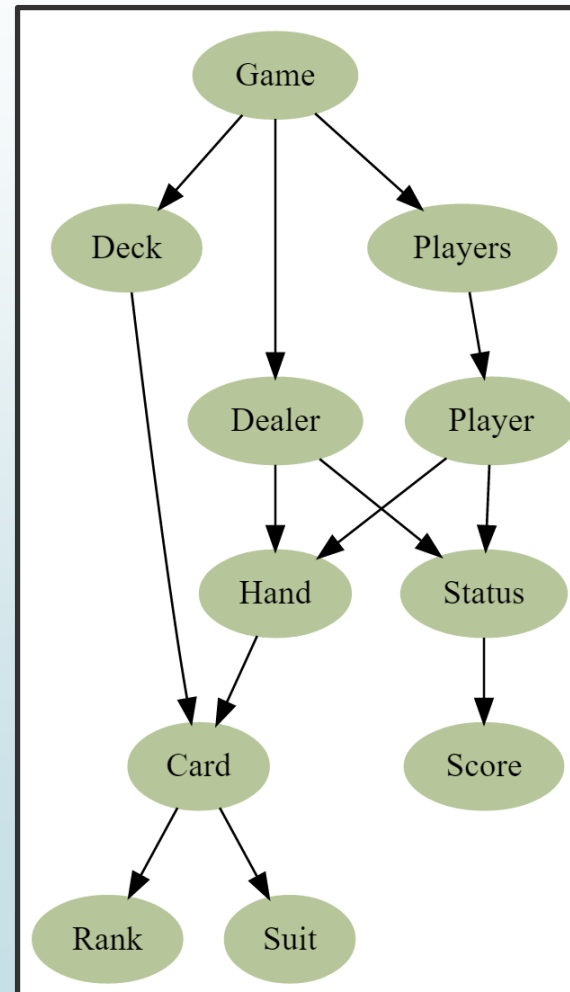 Game
Deck
Players
Dealer
Player
Hand
Status
Card
Score
Rank
Suit